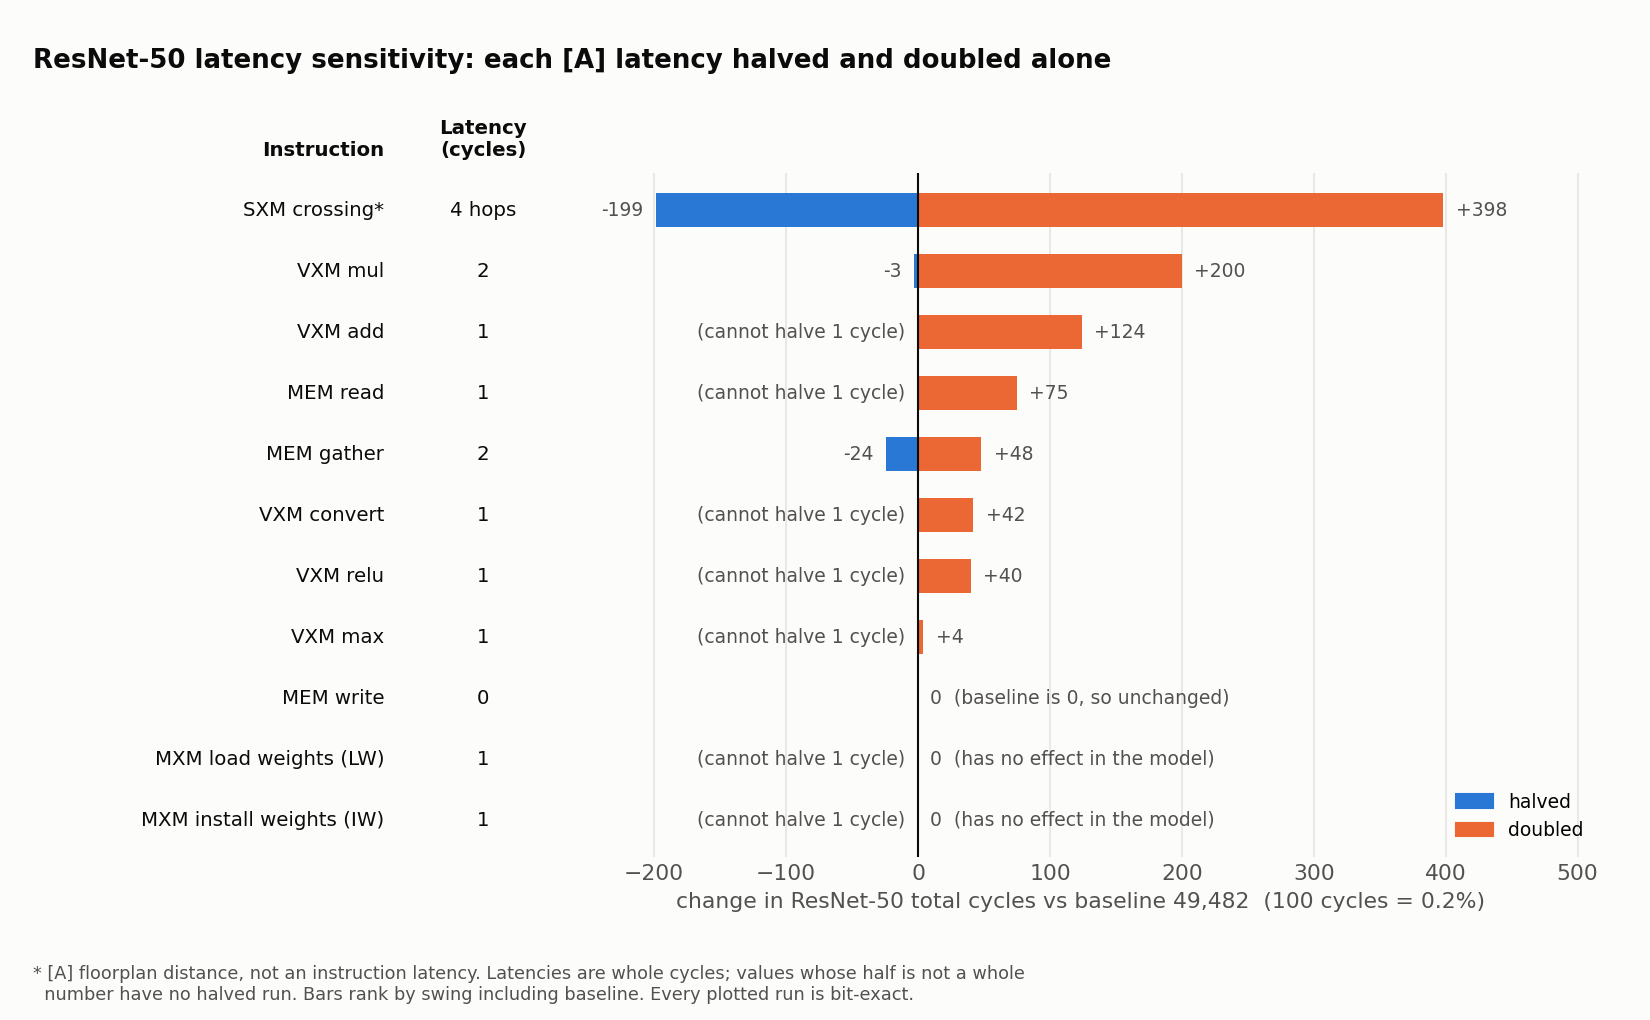 ResNet-50 latency sensitivity: each [A] latency halved and doubled alone
Latency
Instruction (cycles)
SXM crossing* 4 hops -199 +398
VXM mul 2 -3 +200
VXM add 1 (cannot halve 1 cycle) +124
MEM read 1 (cannot halve 1 cycle) +75
MEM gather 2 -24 +48
VXM convert 1 (cannot halve 1 cycle) +42
VXM relu 1 (cannot halve 1 cycle) +40
VXM max 1 (cannot halve 1 cycle) +4
MEM write 0 0 (baseline is 0, so unchanged)
MXM load weights (LW) 1 (cannot halve 1 cycle) 0 (has no effect in the model)
MXM install weights (IW) 1 (cannot halve 1 cycle) 0 (has no effect in the model)
halved
doubled
−200 −100 0 100 200 300 400 500
change in ResNet-50 total cycles vs baseline 49,482 (100 cycles = 0.2%)
* [A] floorplan distance, not an instruction latency. Latencies are whole cycles; values whose half is not a whole
number have no halved run. Bars rank by swing including baseline. Every plotted run is bit-exact.